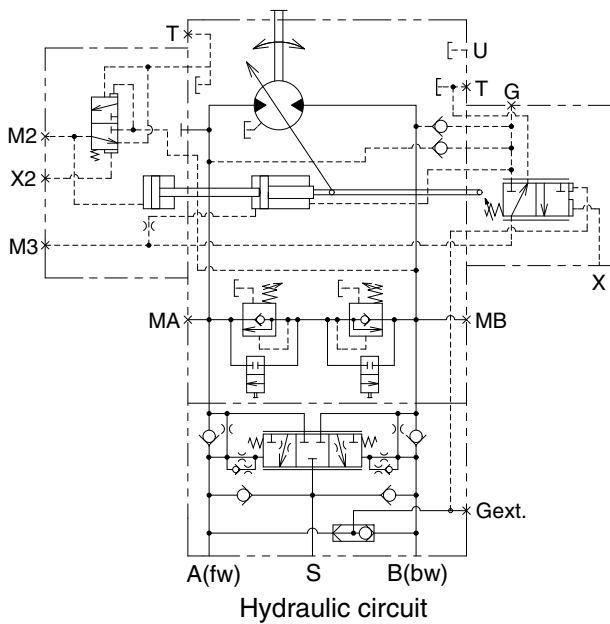 T
U
T
G
M2
X2
M3
X
MA
MB
Gext.
A(fw)
S
B(bw)
Hydraulic circuit